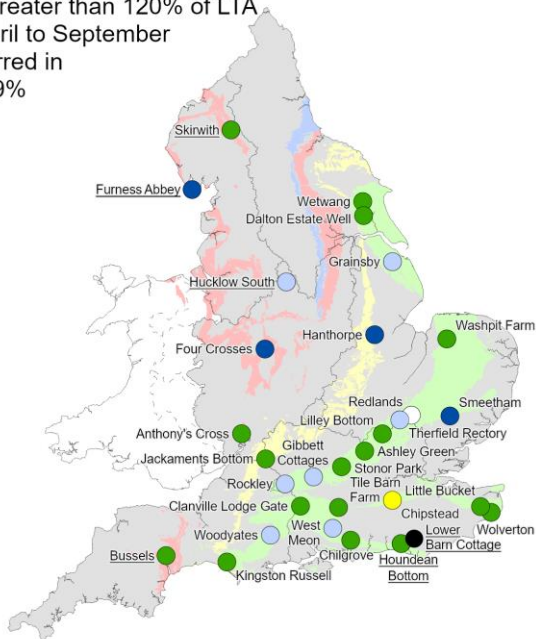 reater than 120% of LTA
ril to September
rred in
9%
Skirwith
Furness Abbey
Wetwang
Dalton Estate Well
Grainsby
Hucklow South
Hanthorpe
Washpit Farm
Four Crosses
Redlands
Smeetham
Lilley Bottom
Therfield Rectory
Anthony's Cross
Gibbett
Cottages
Ashley Green
Jackaments Bottom
Stonor Park
Rockley
Tile Barn
Farm
Little Bucket
Clanville Lodge Gate
Chipstead
West
Meon
Lower
Barn Cottage
Wolverton
Woodyates
Chilgrove
Houndean
Bottom
Bussels
Kingston Russell